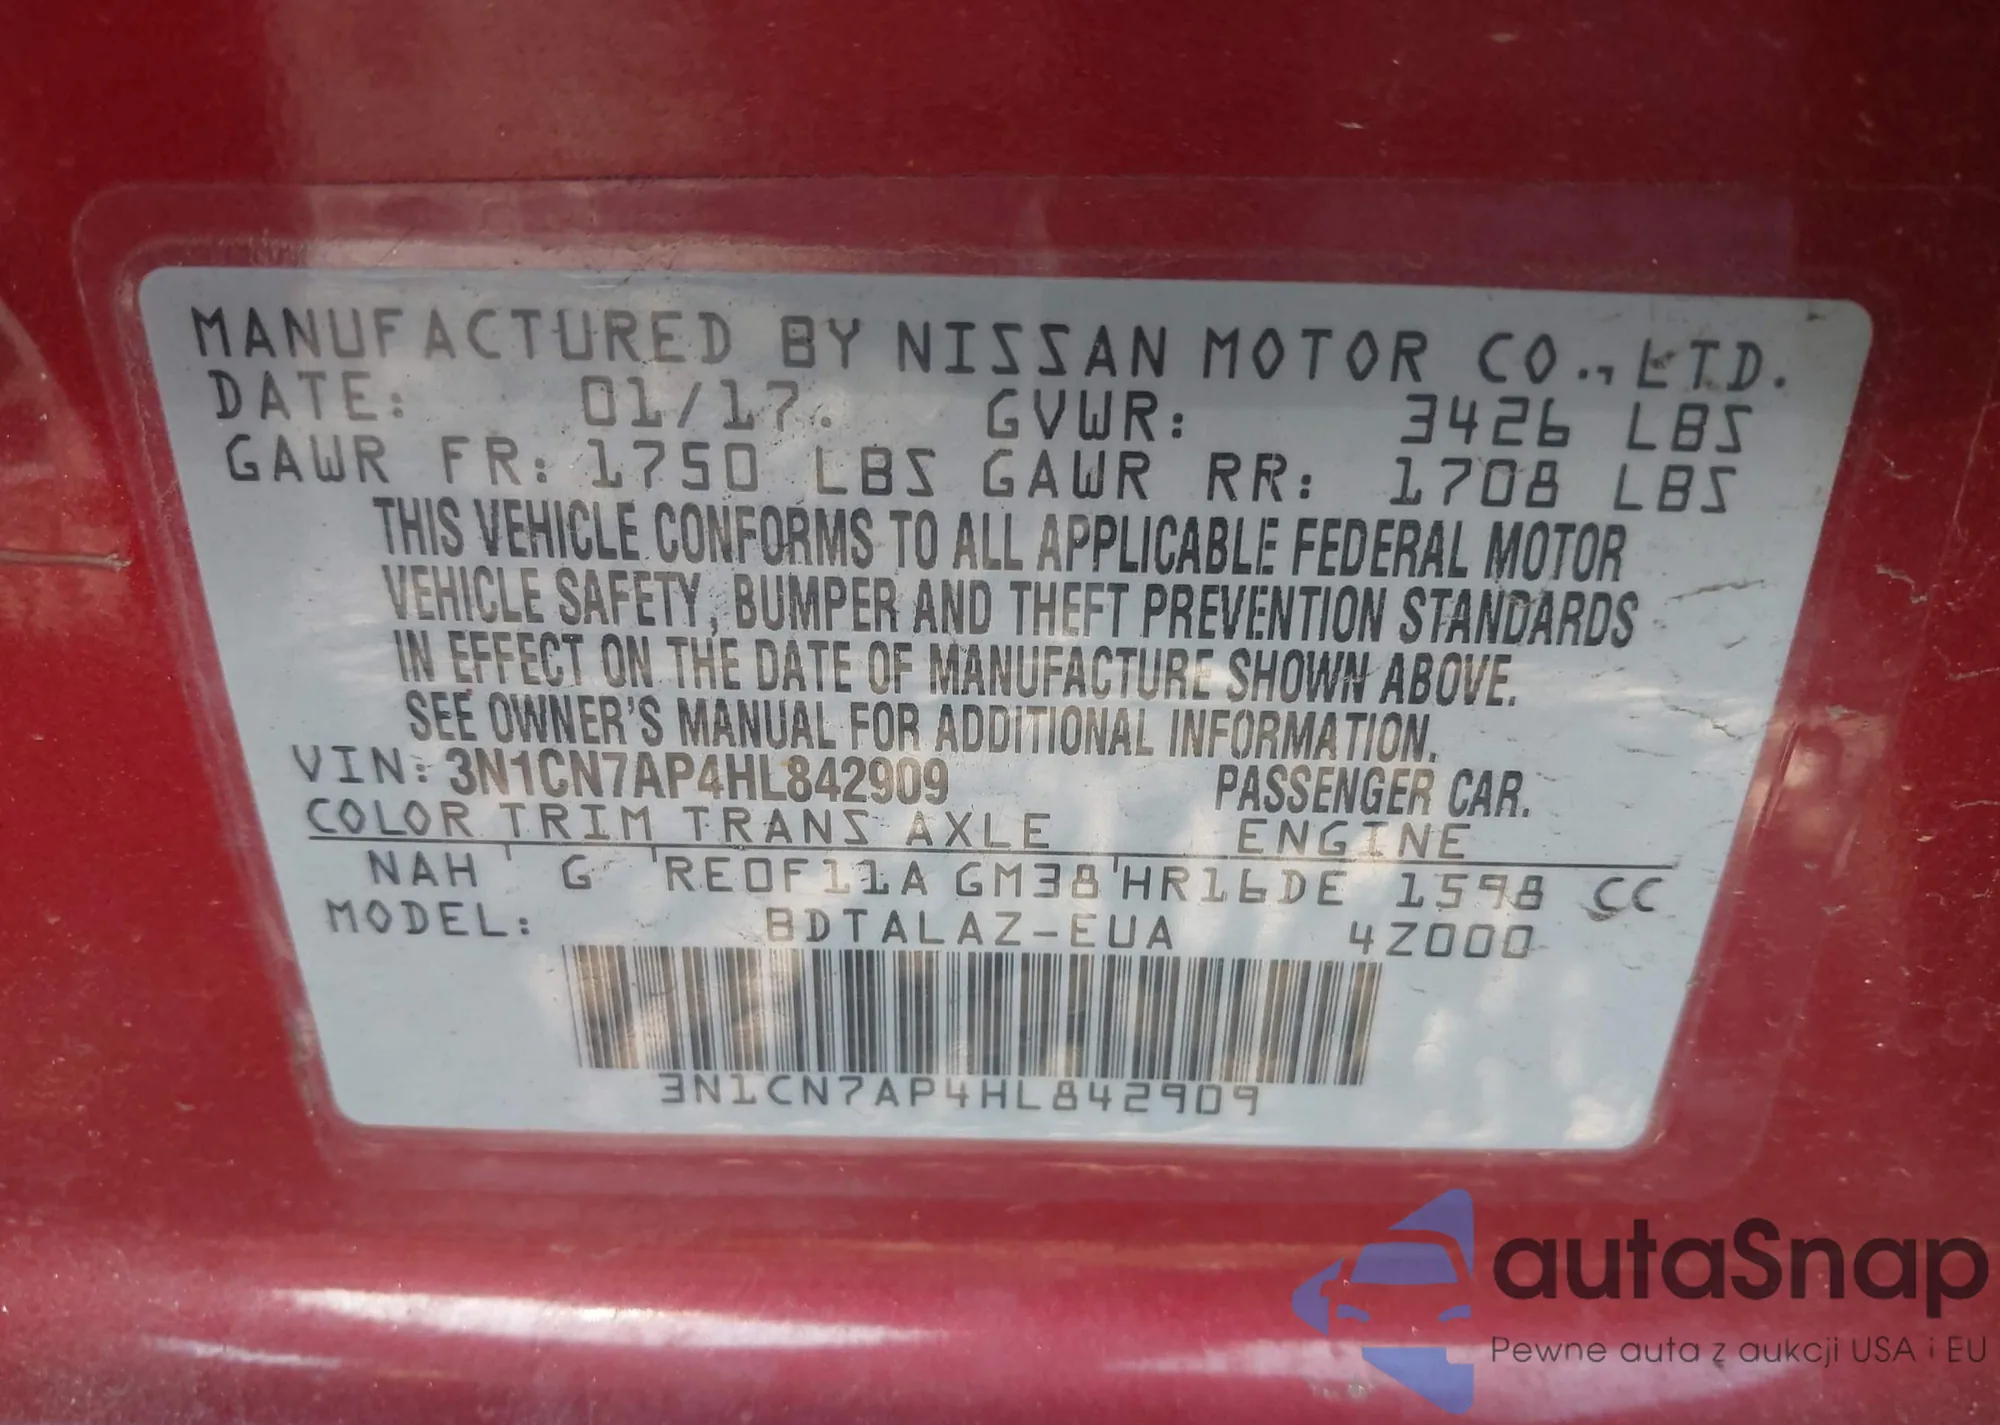 MANUFACTURED BY NISSAN MOTOR CO., LTD.
DATE: 01/17. GVWR: 3426 LBS
GAWR FR: 1750 LBS GAWR RR: 1708 LBS
THIS VEHICLE CONFORMS TO ALL APPLICABLE FEDERAL MOTOR
VEHICLE SAFETY, BUMPER AND THEFT PREVENTION STANDARDS
IN EFFECT ON THE DATE OF MANUFACTURE SHOWN ABOVE.
SEE OWNER'S MANUAL FOR ADDITIONAL INFORMATION.
VIN: 3N1CN7AP4HL842909 PASSENGER CAR.
COLOR TRIM TRANS AXLE ENGINE
NAH G RE0F11A GM38 HR16DE 1598 CC
MODEL: BDTALAZ-EUA 4Z000
3N1CN7AP4HL842909
autaSnap
Pewne auta z aukcji USA i EU